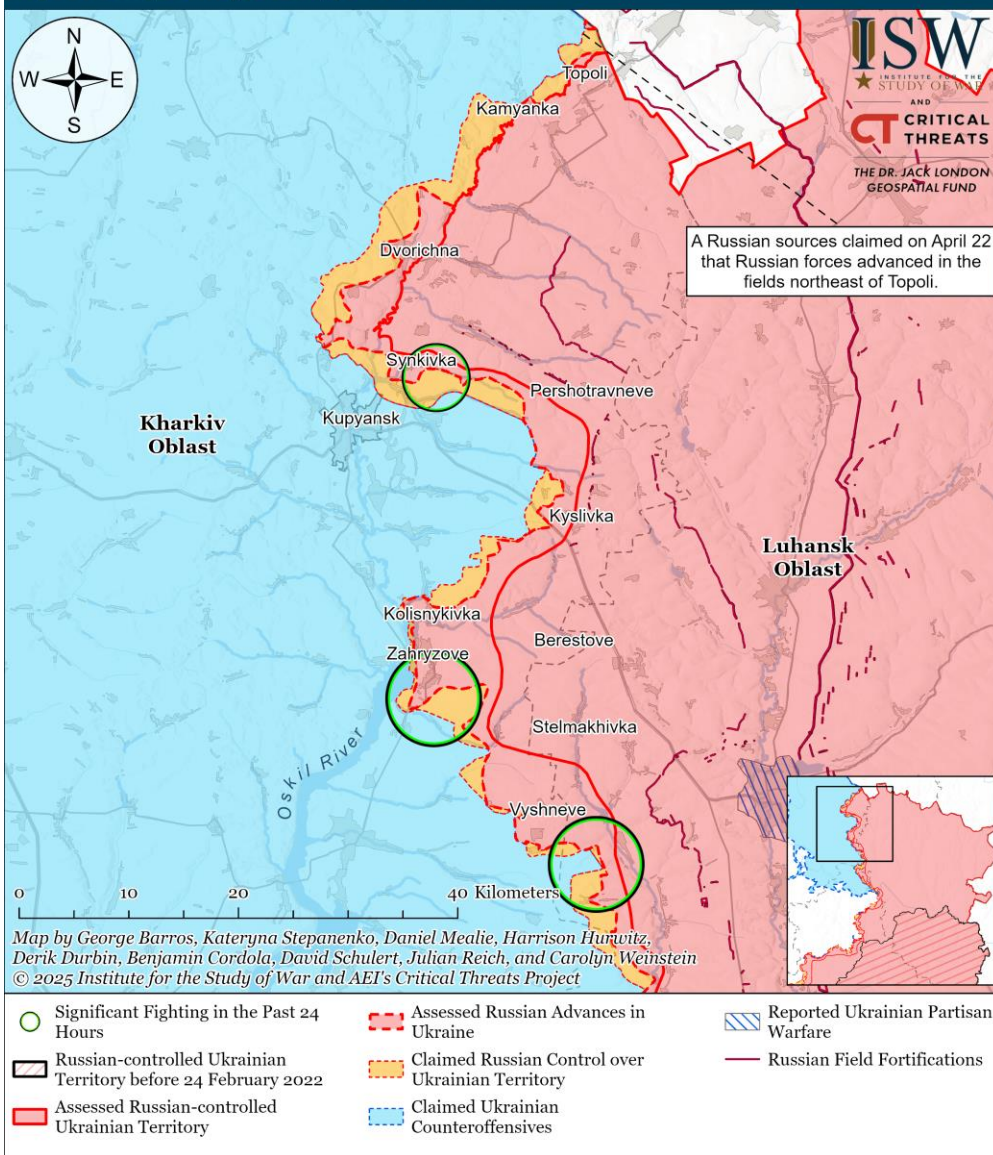 N
W E
S
ISW
INSTITUTE FOR THE
STUDY OF WAR
AND
CT CRITICAL
THREATS
THE DR. JACK LONDON
GEOSPATIAL FUND
Topoli
Kamyanka
A Russian sources claimed on April 22
that Russian forces advanced in the
fields northeast of Topoli.
Dvorichna
Synkivka
Pershotravneve
Kupyansk
Kharkiv
Oblast
Kyslivka
Luhansk
Oblast
Kolisnykivka
Berestove
Zahryzove
Stelmakhivka
Oskil River
Vyshneve
0 10 20 40 Kilometers
Map by George Barros, Kateryna Stepanenko, Daniel Mealie, Harrison Hurwitz,
Derik Durbin, Benjamin Cordola, David Schulert, Julian Reich, and Carolyn Weinstein
© 2025 Institute for the Study of War and AEI's Critical Threats Project
Significant Fighting in the Past 24
Hours
Russian-controlled Ukrainian
Territory before 24 February 2022
Assessed Russian-controlled
Ukrainian Territory
Assessed Russian Advances in
Ukraine
Claimed Russian Control over
Ukrainian Territory
Claimed Ukrainian
Counteroffensives
Reported Ukrainian Partisan
Warfare
Russian Field Fortifications